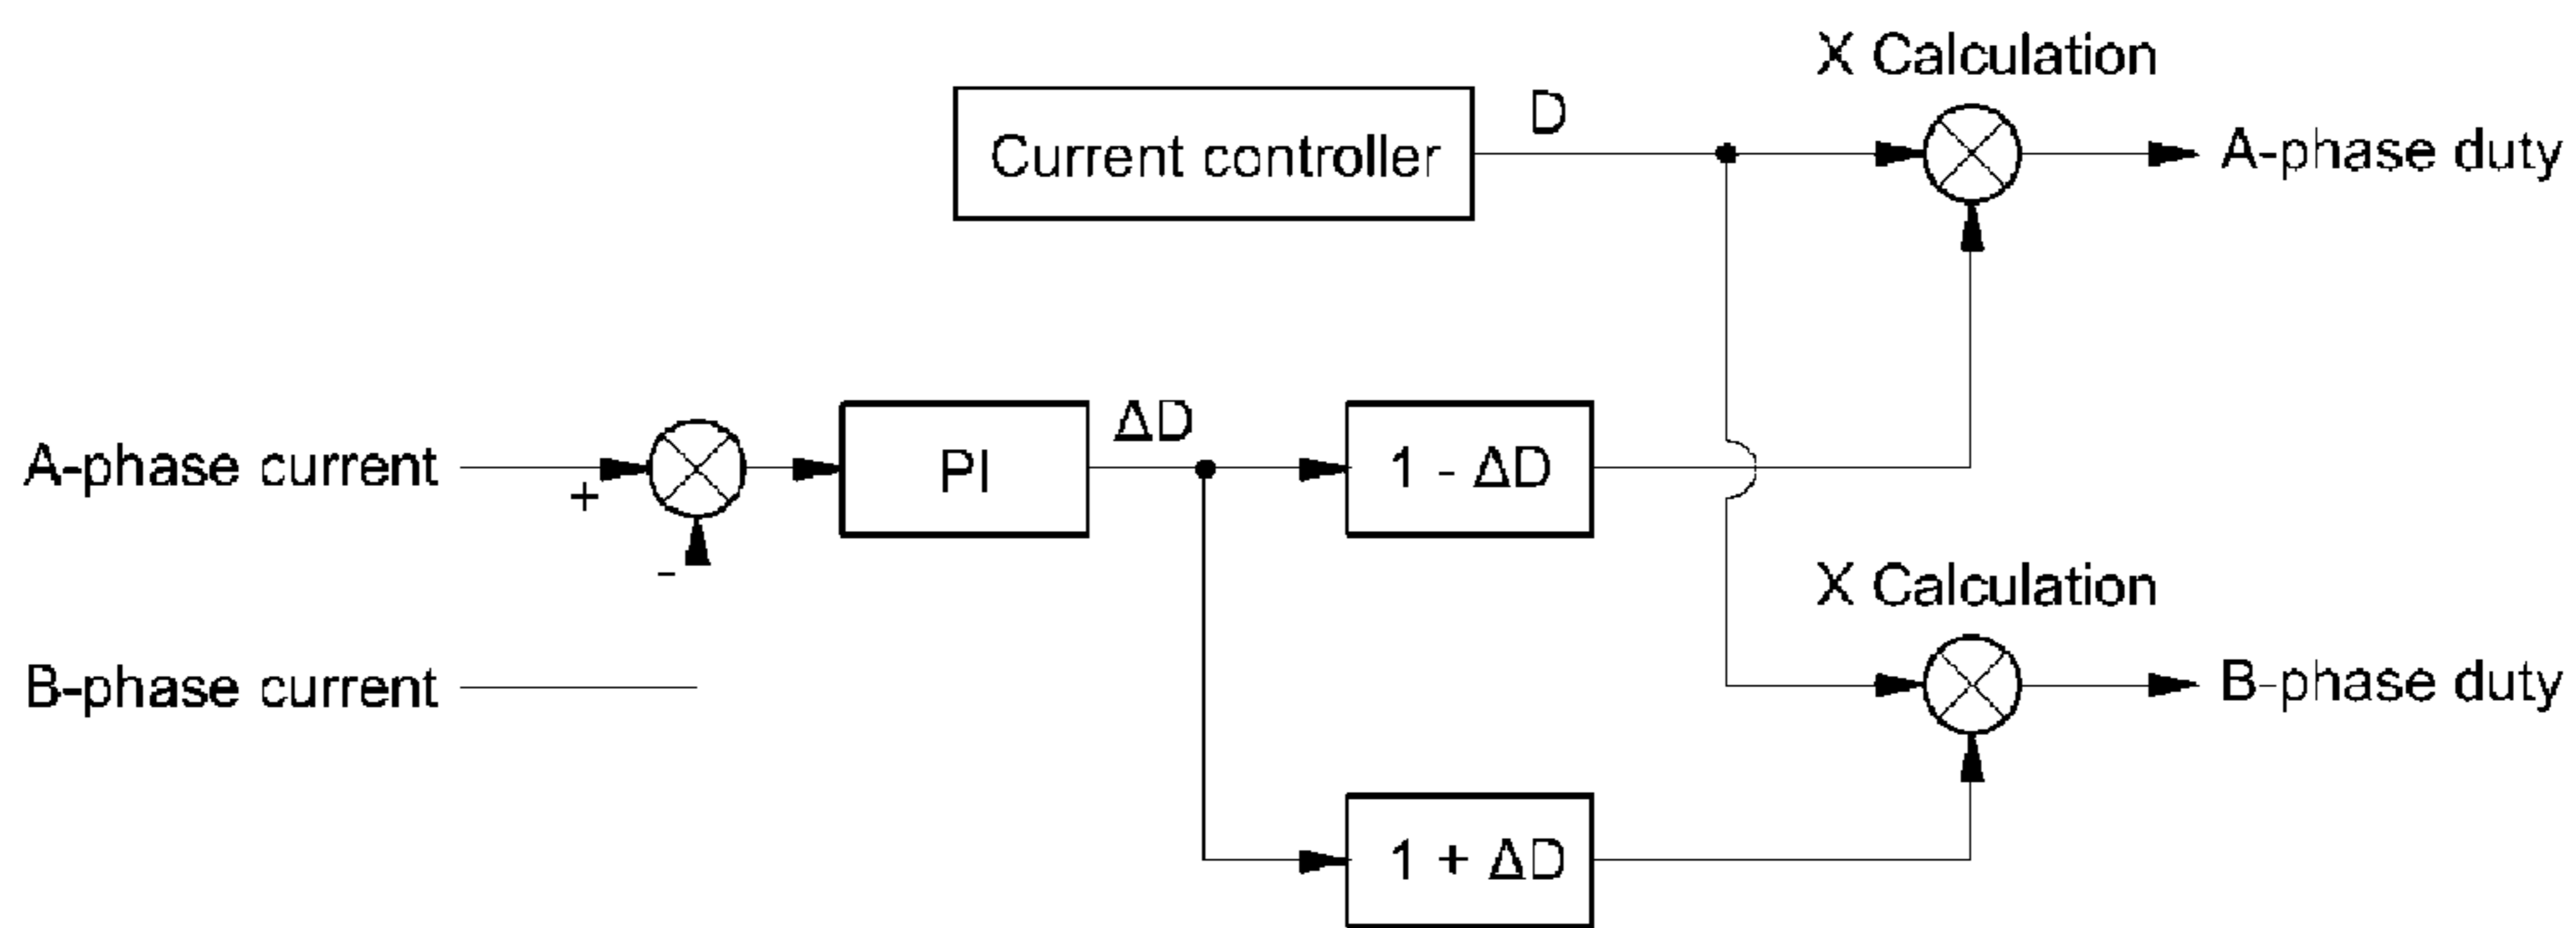 X Calculation
D
Current controller
A-phase duty
ΔD
A-phase current
+
PI
1 - ΔD
-
X Calculation
B-phase current
B-phase duty
1 + ΔD